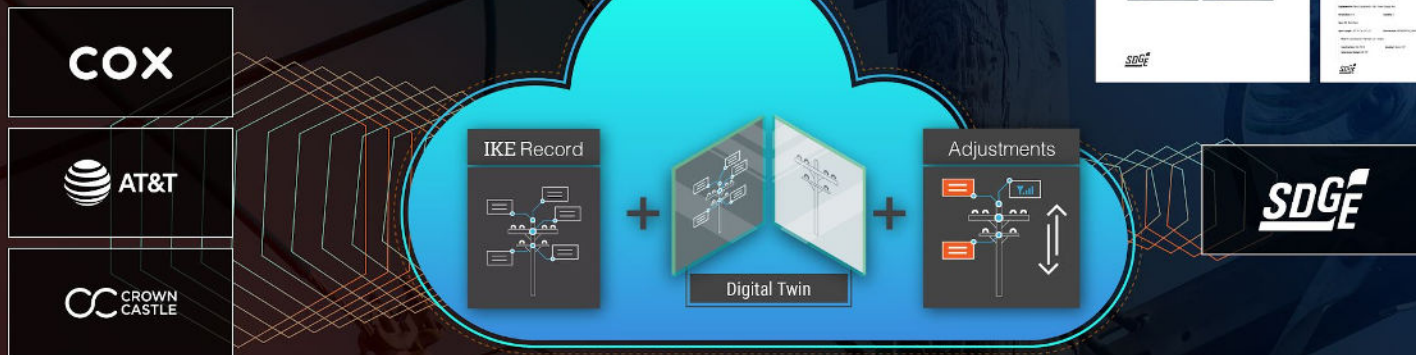 COX
AT&T
CROWN
CASTLE
IKE Record
Digital Twin
Adjustments
SDGE
SDGE
SDGE